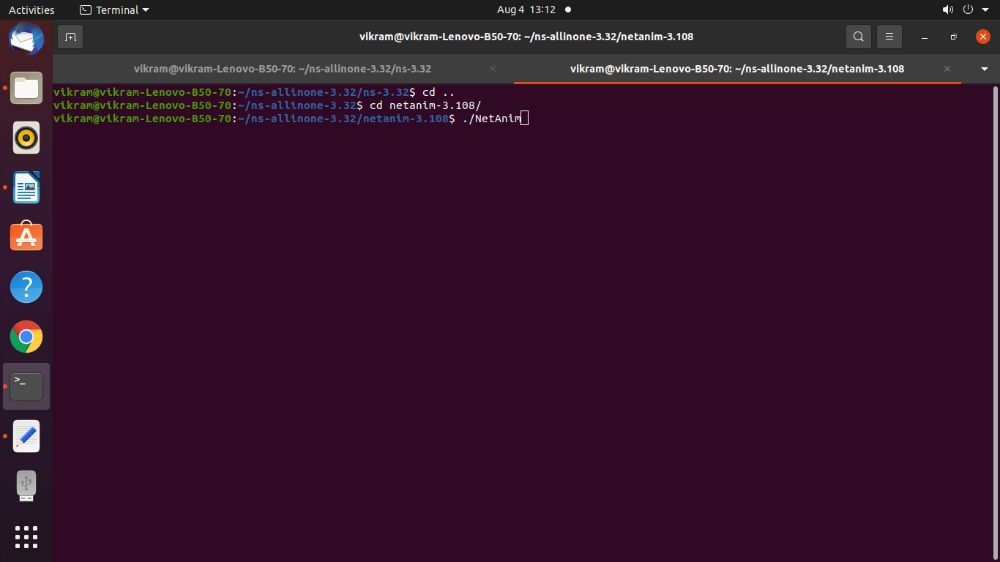 Activities Terminal Aug 4 13:12
vikram@vikram-Lenovo-B50-70: ~/ns-allinone-3.32/netanim-3.108
vikram@vikram-Lenovo-B50-70: ~/ns-allinone-3.32/ns-3.32 vikram@vikram-Lenovo-B50-70: ~/ns-allinone-3.32/netanim-3.108
vikram@vikram-Lenovo-B50-70:~/ns-allinone-3.32/ns-3.32$ cd ..
vikram@vikram-Lenovo-B50-70:~/ns-allinone-3.32$ cd netanim-3.108/
vikram@vikram-Lenovo-B50-70:~/ns-allinone-3.32/netanim-3.108$ ./NetAnim